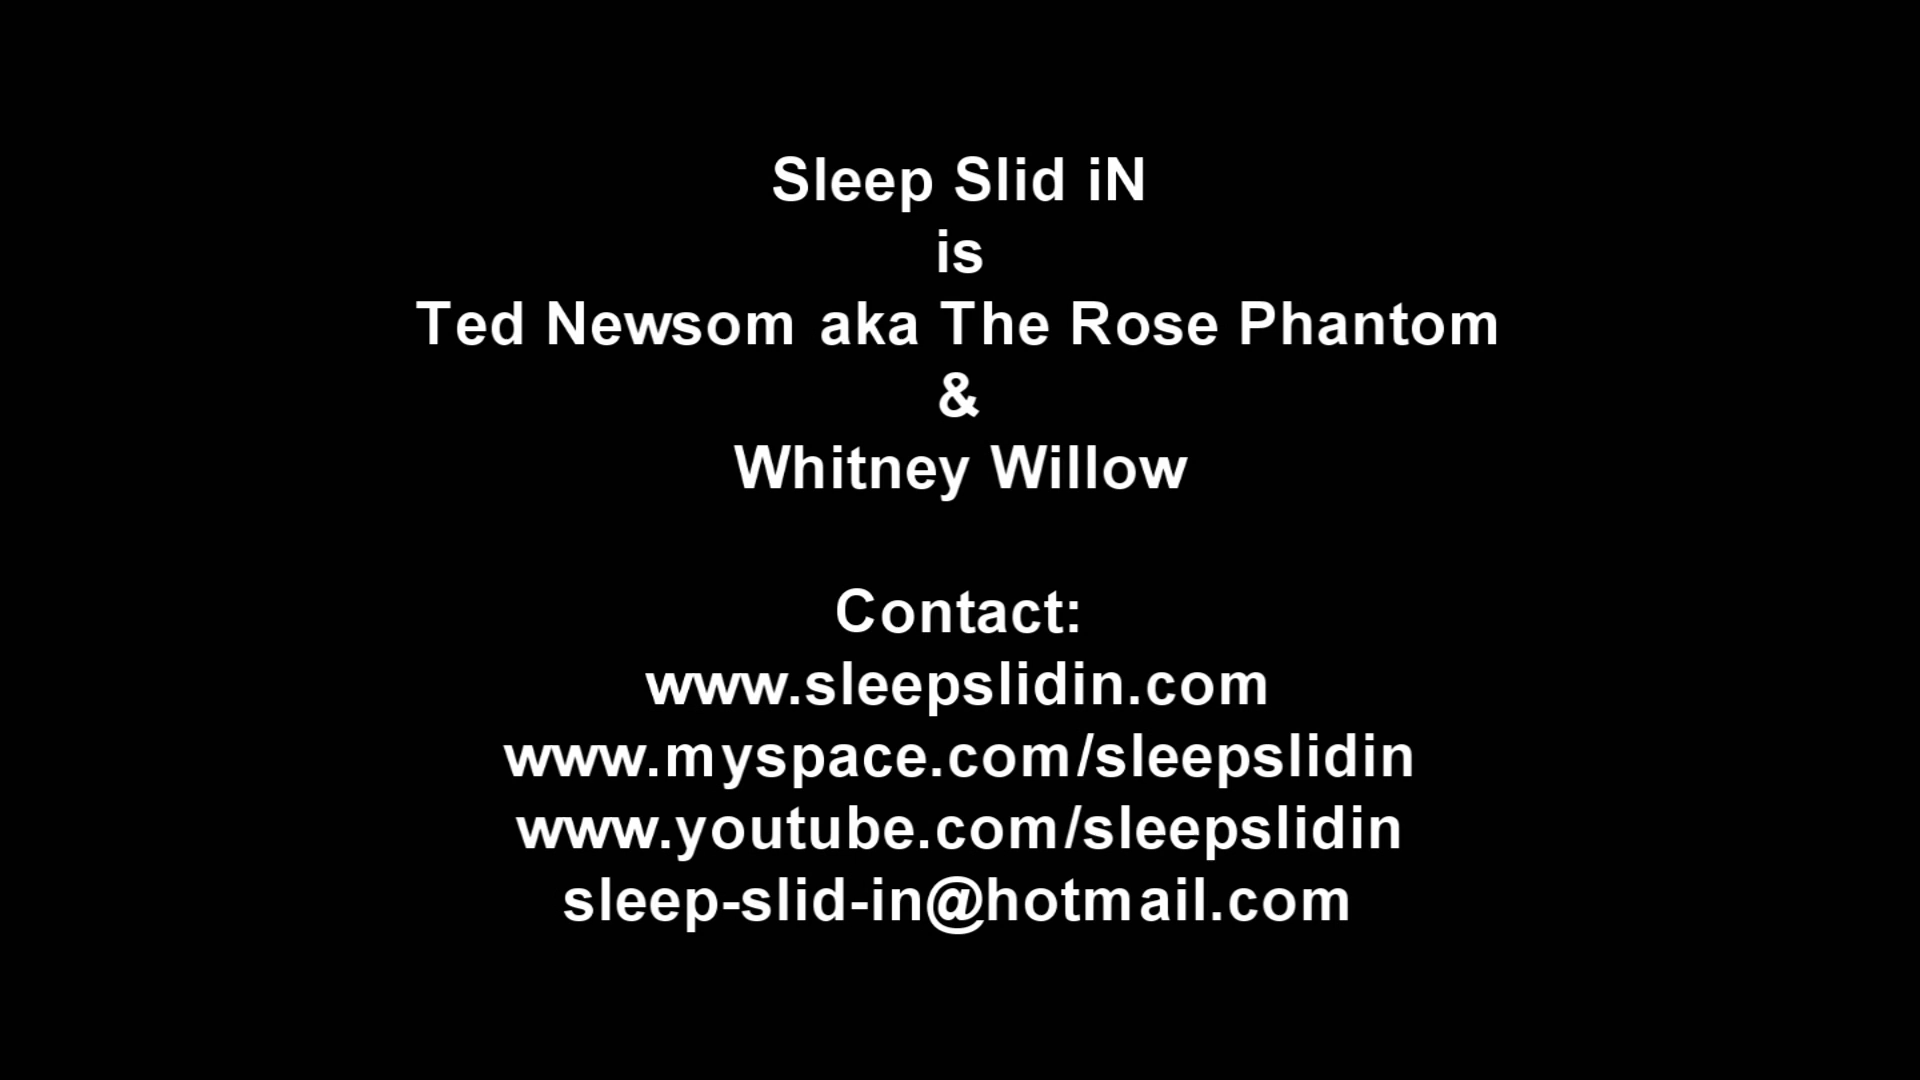 Sleep Slid iN
is
Ted Newsom aka The Rose Phantom
&
Whitney Willow
Contact:
www.sleepslidin.com
www.myspace.com/sleepslidin
www.youtube.com/sleepslidin
sleep-slid-in@hotmail.com